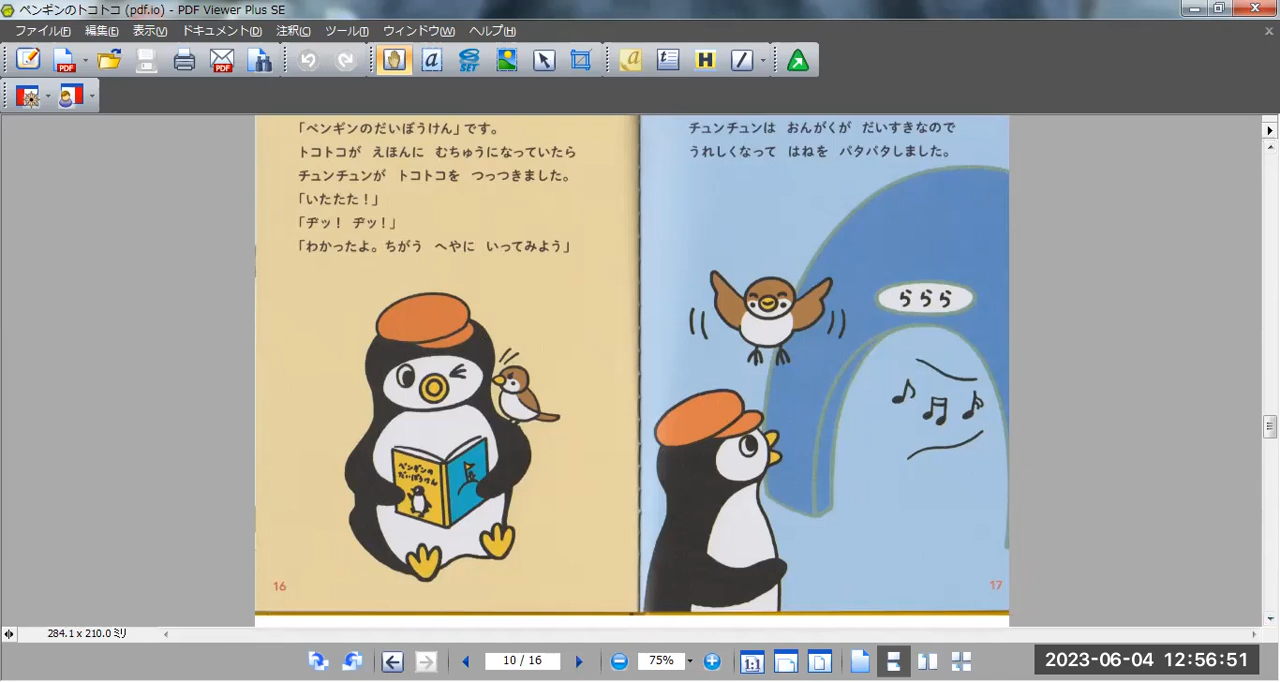 ペンギンのトコトコ (pdf.io) - PDF Viewer Plus SE
ファイル(F) 編集(E) 表示(V) ドキュメント(D) 注釈(C) ツール(T) ウィンドウ(W) ヘルプ(H)
「ペンギンのだいぼうけん」です。
トコトコが えほんに むちゅうになっていたら
チュンチュンが トコトコを つっつきました。
「いたたた！」
「ヂッ！ ヂッ！」
「わかったよ。ちがう へやに いってみよう」
ペンギンの
だいぼうけん
16
チュンチュンは おんがくが だいすきなので
うれしくなって はねを パタパタしました。
ららら
17
284.1 x 210.0 ミリ
10 / 16
75%
1:1
2023-06-04 12:56:51